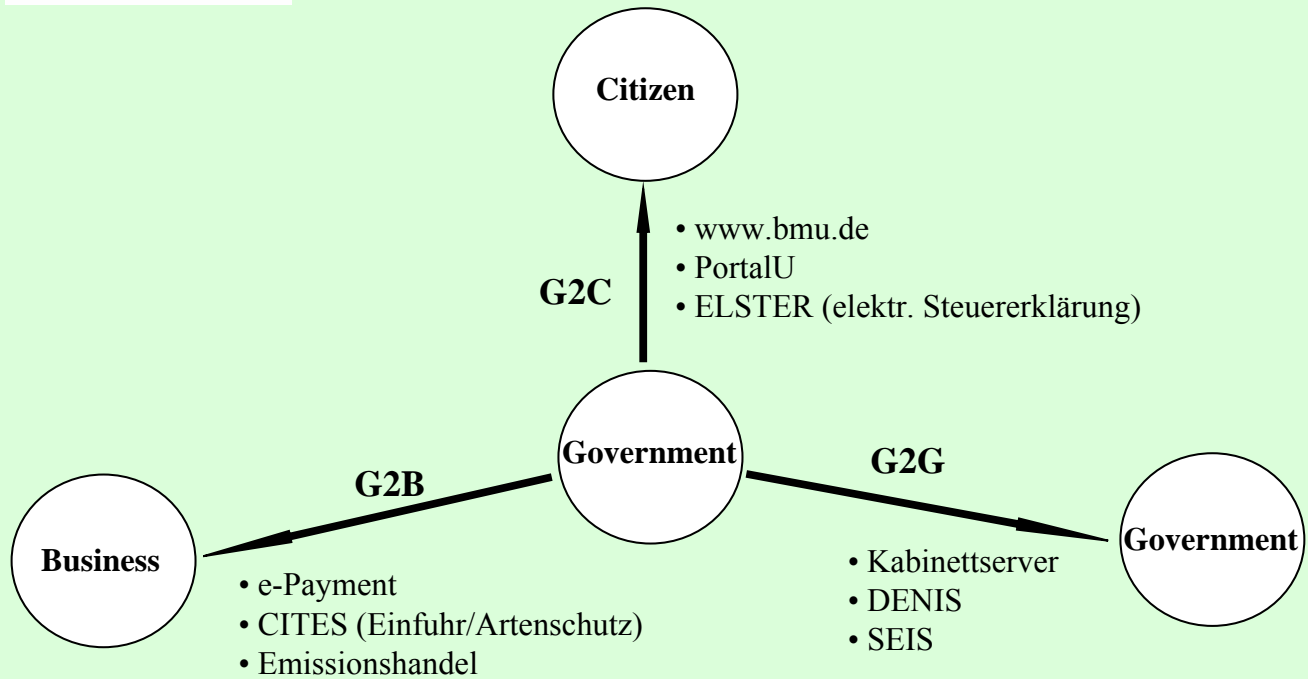 Citizen
• www.bmu.de
• PortalU
• ELSTER (elektr. Steuererklärung)
G2C
Government
G2B
G2G
Business
Government
• e-Payment
• CITES (Einfuhr/Artenschutz)
• Emissionshandel
• Kabinettserver
• DENIS
• SEIS